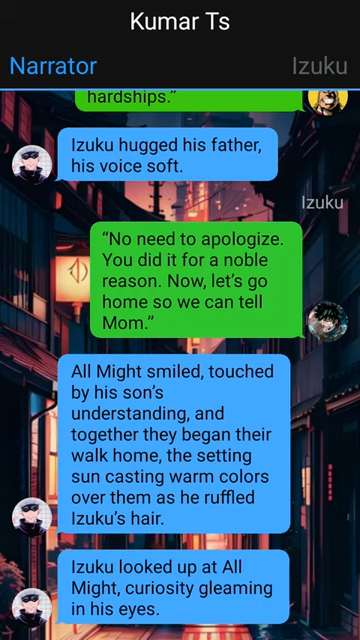 Kumar Ts
Narrator Izuku
hardships.”
Izuku hugged his father,
his voice soft.
Izuku
“No need to apologize.
You did it for a noble
reason. Now, let’s go
home so we can tell
Mom.”
All Might smiled, touched
by his son’s
understanding, and
together they began their
walk home, the setting
sun casting warm colors
over them as he ruffled
Izuku’s hair.
Izuku looked up at All
Might, curiosity gleaming
in his eyes.